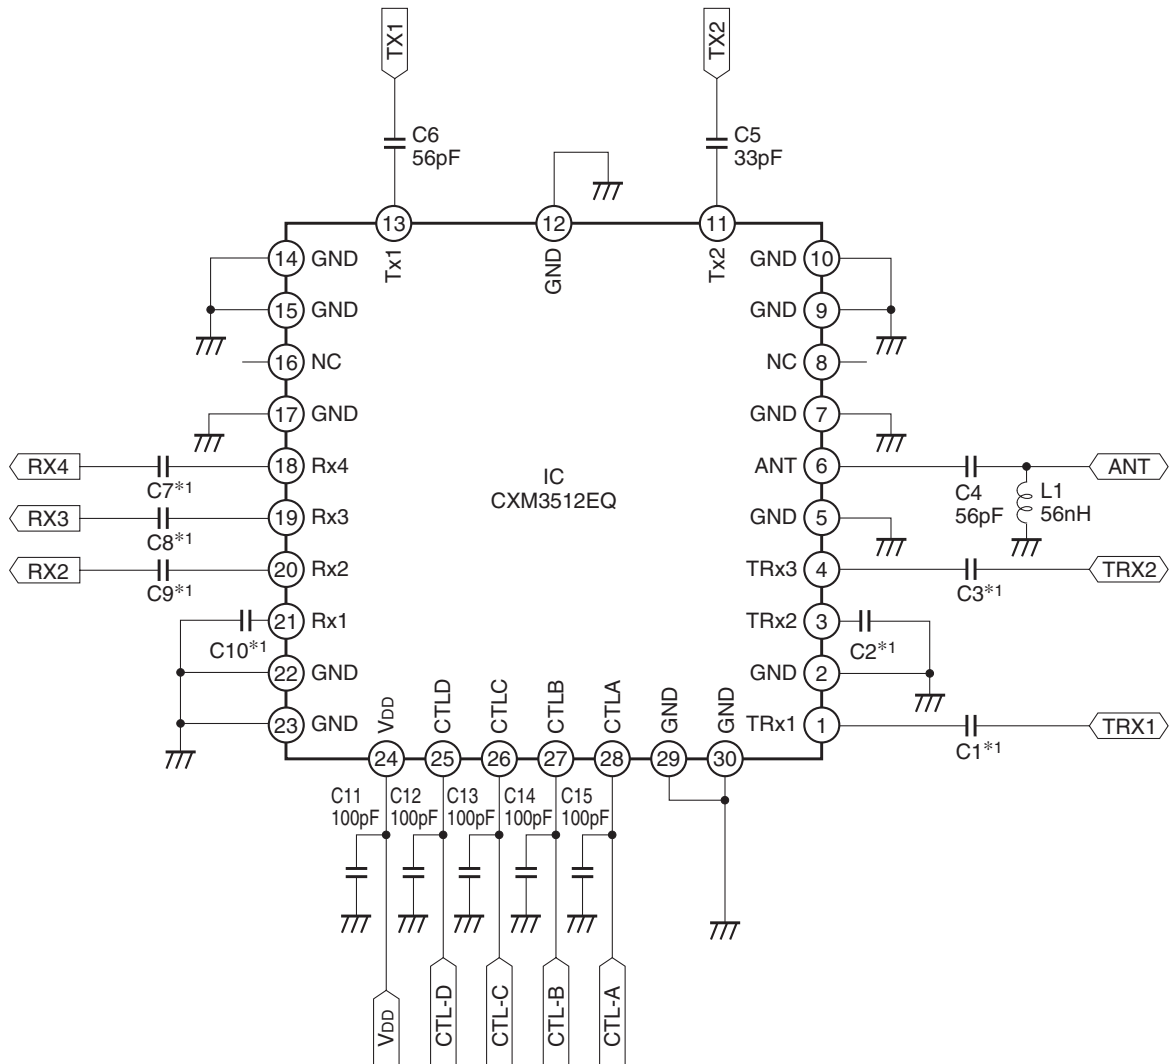 TX1
TX2
C6
56pF
C5
33pF
13
12
11
Tx1
GND
Tx2
14 GND
GND 10
15 GND
GND 9
16 NC
NC 8
17 GND
GND 7
RX4
C7*1
18 Rx4
ANT 6
C4
56pF
L1
56nH
ANT
IC
CXM3512EQ
RX3
C8*1
19 Rx3
GND 5
RX2
C9*1
20 Rx2
TRx3 4
C3*1
TRX2
C10*1
21 Rx1
TRx2 3
C2*1
22 GND
GND 2
23 GND
TRx1 1
C1*1
TRX1
VDD
CTLD
CTLC
CTLB
CTLA
GND
GND
24
25
26
27
28
29
30
C11
100pF
C12
100pF
C13
100pF
C14
100pF
C15
100pF
VDD
CTL-D
CTL-C
CTL-B
CTL-A